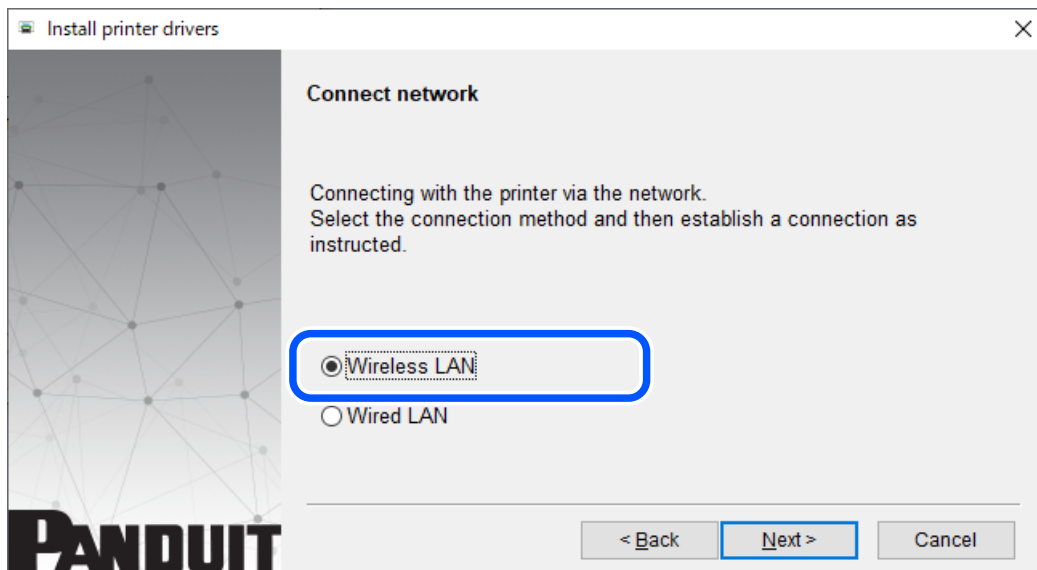 Install printer drivers
Connect network
Connecting with the printer via the network.
Select the connection method and then establish a connection as
instructed.
Wireless LAN
Wired LAN
PANDUIT
< Back
Next >
Cancel